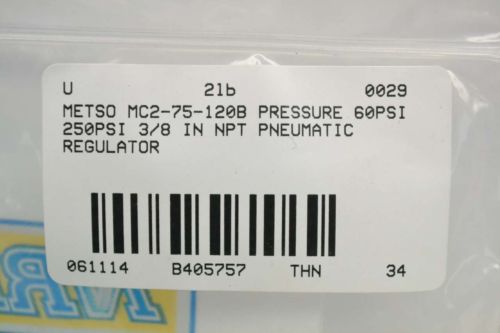 U 21b 0029
METSO MC2-75-120B PRESSURE 60PSI
250PSI 3/8 IN NPT PNEUMATIC
REGULATOR
061114 B405757 THN 34